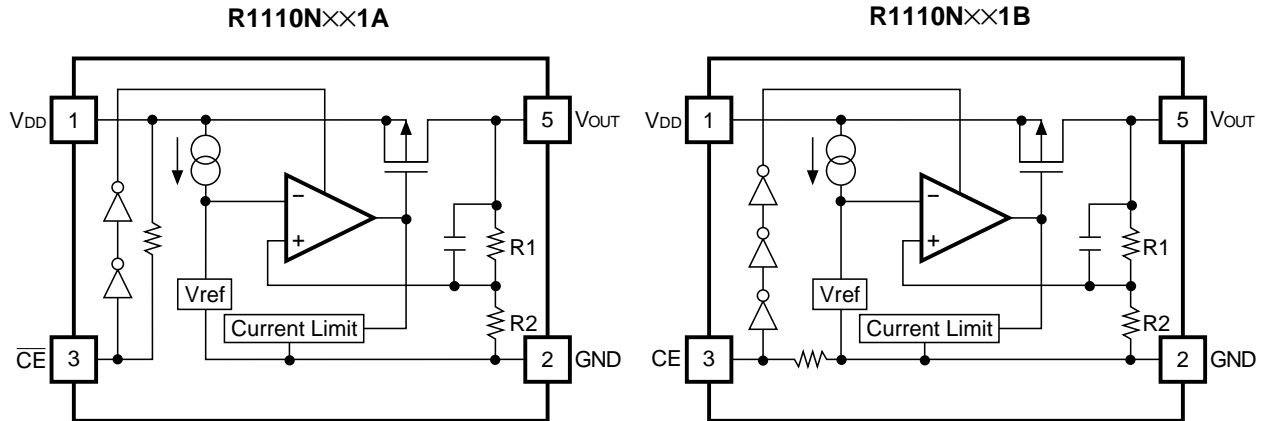 R1110N××1A
VDD
1
5
VOUT
−
+
R1
Vref
R2
Current Limit
C̅E̅
3
2
GND
R1110N××1B
VDD
1
5
VOUT
−
+
R1
Vref
R2
Current Limit
CE
3
2
GND